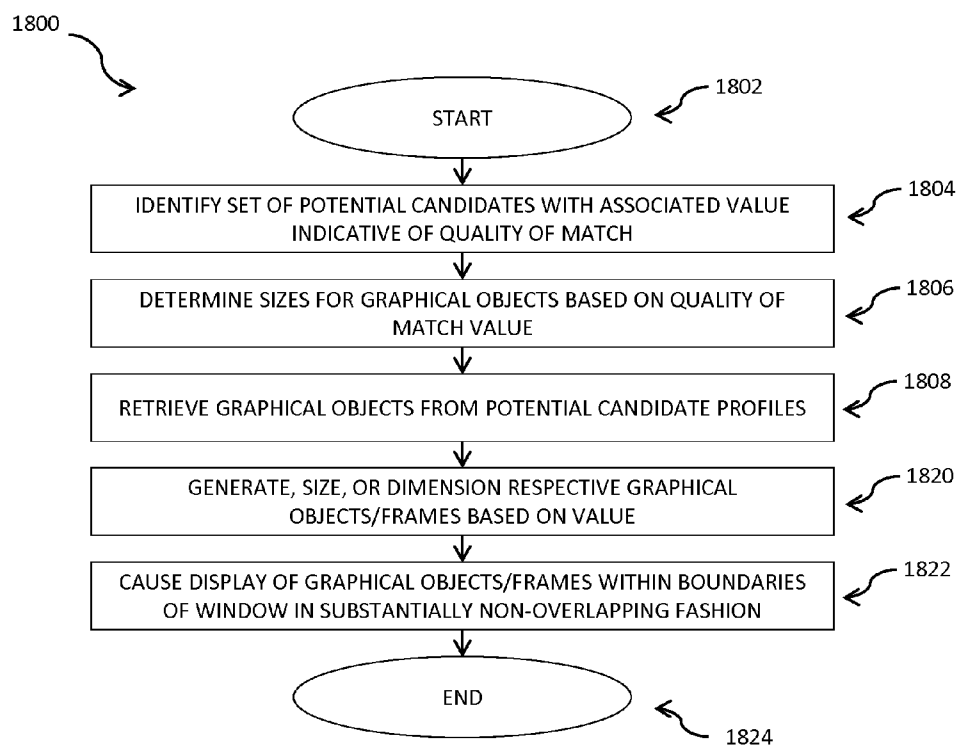 1800
1802
START
1804
IDENTIFY SET OF POTENTIAL CANDIDATES WITH ASSOCIATED VALUE
INDICATIVE OF QUALITY OF MATCH
1806
DETERMINE SIZES FOR GRAPHICAL OBJECTS BASED ON QUALITY OF
MATCH VALUE
1808
RETRIEVE GRAPHICAL OBJECTS FROM POTENTIAL CANDIDATE PROFILES
1820
GENERATE, SIZE, OR DIMENSION RESPECTIVE GRAPHICAL
OBJECTS/FRAMES BASED ON VALUE
1822
CAUSE DISPLAY OF GRAPHICAL OBJECTS/FRAMES WITHIN BOUNDARIES
OF WINDOW IN SUBSTANTIALLY NON-OVERLAPPING FASHION
END
1824